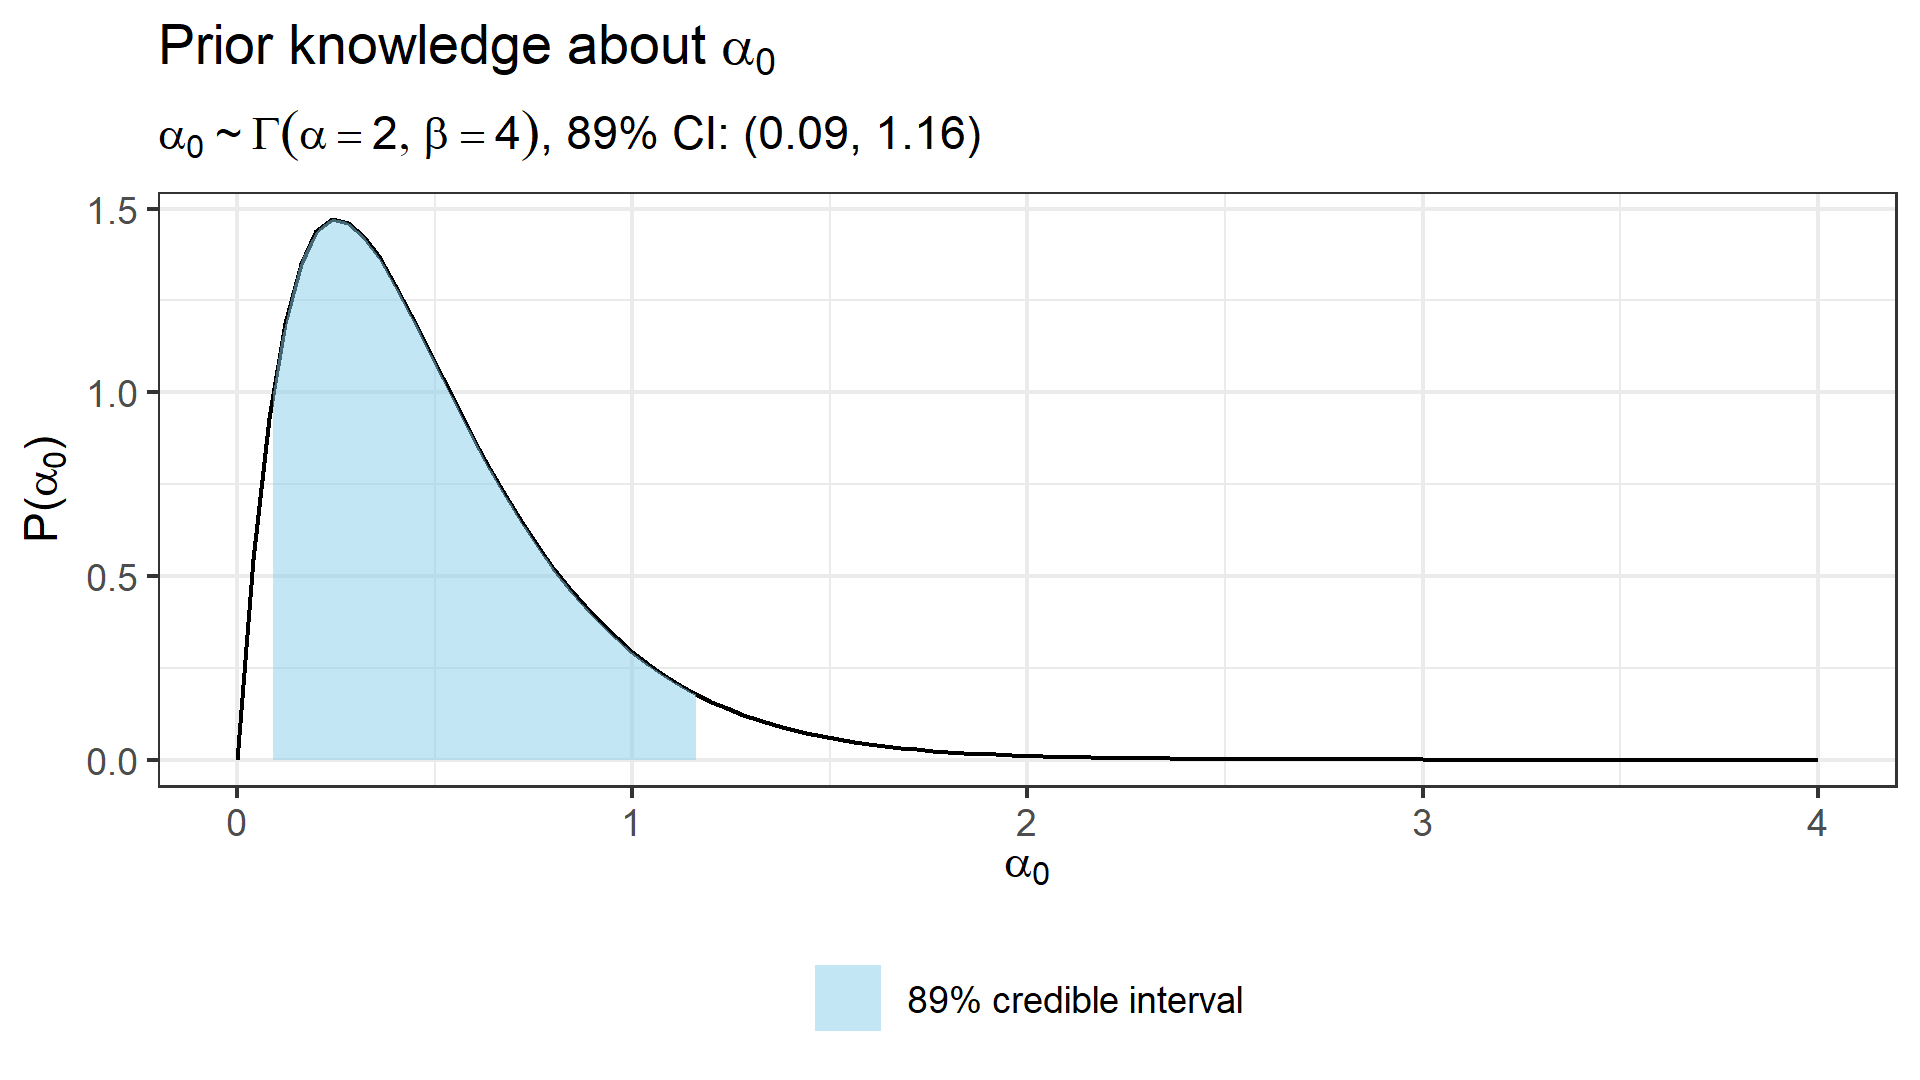 Prior knowledge about α₀
α₀ ~ Γ(α = 2, β = 4), 89% CI: (0.09, 1.16)
P(α₀)
1.5
1.0
0.5
0.0
0 1 2 3 4
α₀
89% credible interval